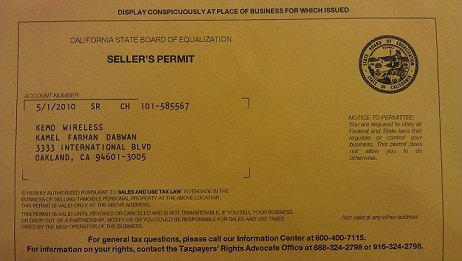 DISPLAY CONSPICUOUSLY AT PLACE OF BUSINESS FOR WHICH ISSUED
CALIFORNIA STATE BOARD OF EQUALIZATION
SELLER'S PERMIT
STATE BOARD OF EQUALIZATION
STATE OF CALIFORNIA
ACCOUNT NUMBER
5/1/2010 SR CH 101-585567
KEMO WIRELESS
KAMEL FARHAN DABWAN
3333 INTERNATIONAL BLVD
OAKLAND, CA 94601-3005
NOTICE TO PERMITTEE:
You are required to obey all
Federal and State laws that
regulate or control your
business. This permit does
not allow you to do
otherwise.
IS HEREBY AUTHORIZED PURSUANT TO SALES AND USE TAX LAW TO ENGAGE IN THE
BUSINESS OF SELLING TANGIBLE PERSONAL PROPERTY AT THE ABOVE LOCATION.
THIS PERMIT IS VALID ONLY AT THE ABOVE ADDRESS.
THIS PERMIT IS VALID UNTIL REVOKED OR CANCELED AND IS NOT TRANSFERABLE. IF YOU SELL YOUR BUSINESS
OR DROP OUT OF A PARTNERSHIP, NOTIFY US OR YOU COULD BE RESPONSIBLE FOR SALES AND USE TAXES
OWED BY THE NEW OPERATOR OF THE BUSINESS.
Not valid at any other address
For general tax questions, please call our Information Center at 800-400-7115.
For information on your rights, contact the Taxpayers' Rights Advocate Office at 888-324-2798 or 916-324-2798.